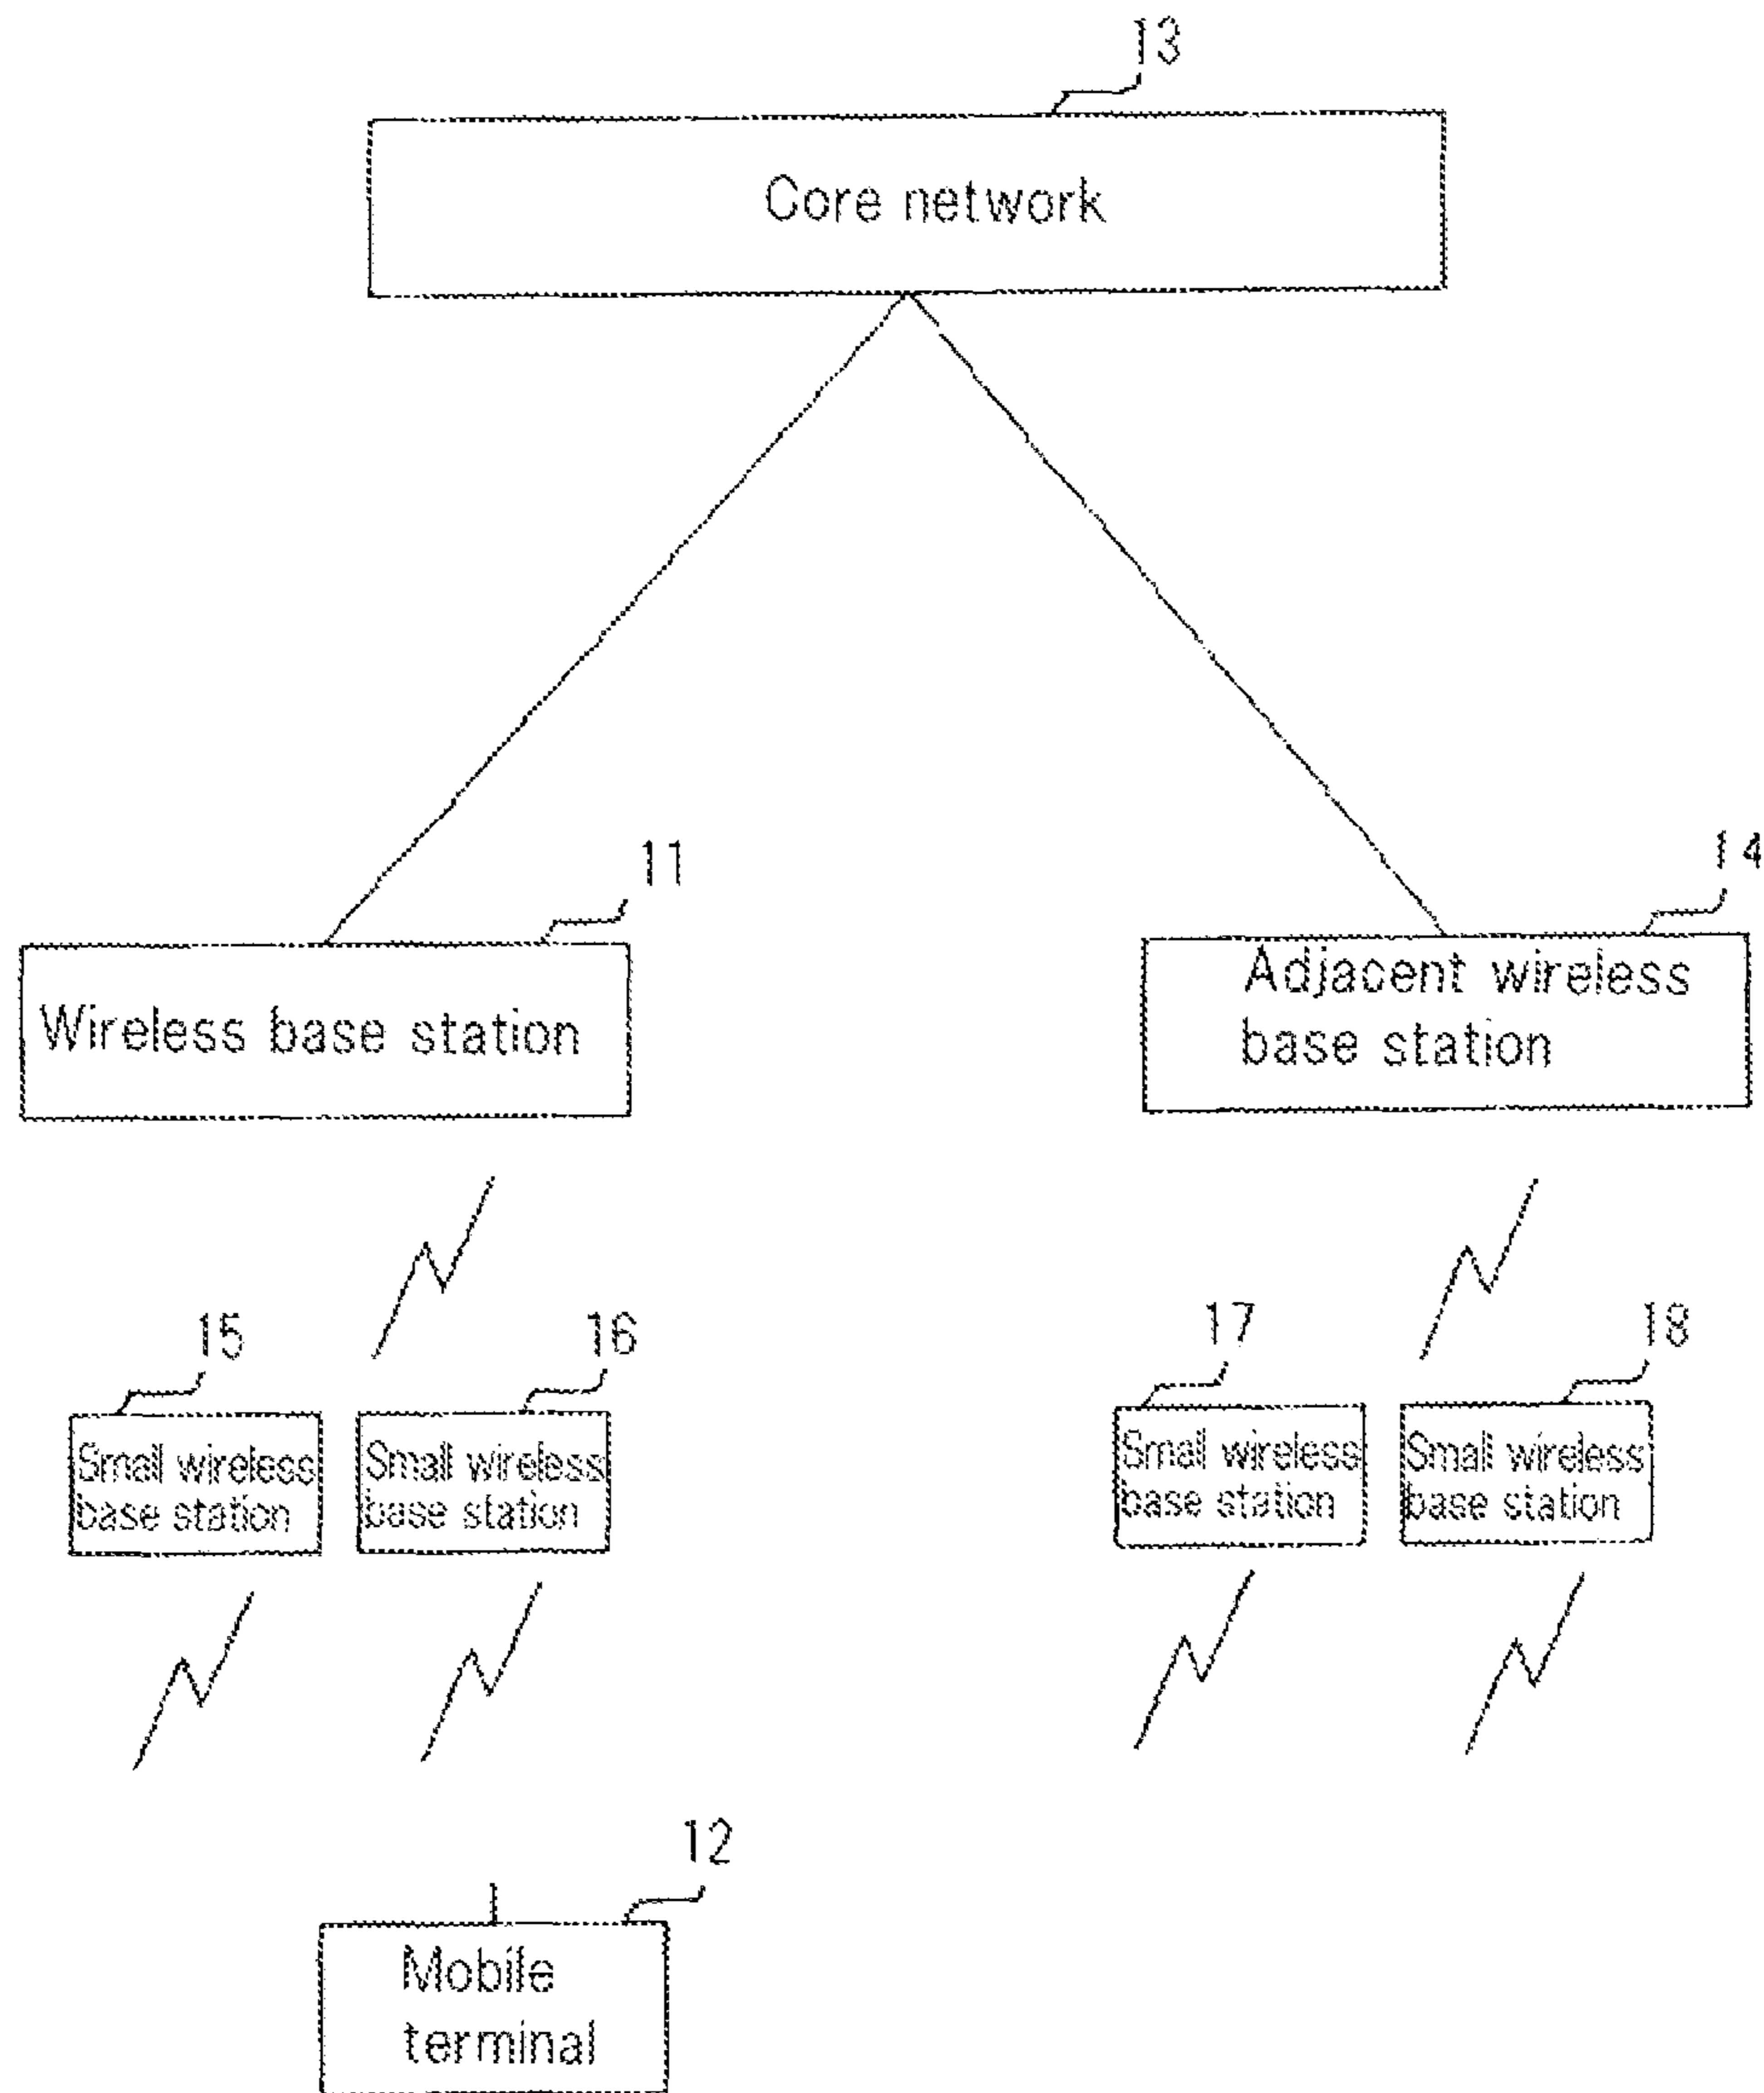 13
Core network
11
14
Wireless base station
Adjacent wireless
base station
15
16
17
18
Small wireless
base station
Small wireless
base station
Small wireless
base station
Small wireless
base station
12
Mobile
terminal